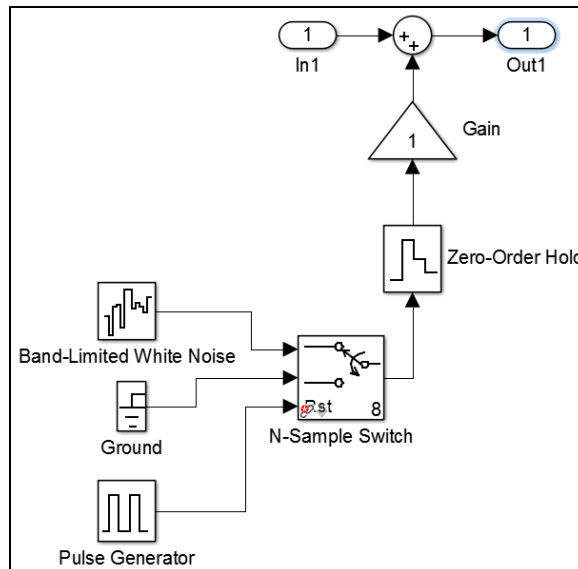 1
In1
1
Out1
1
Gain
Zero-Order Hold
Band-Limited White Noise
8
N-Sample Switch
Ground
Pulse Generator